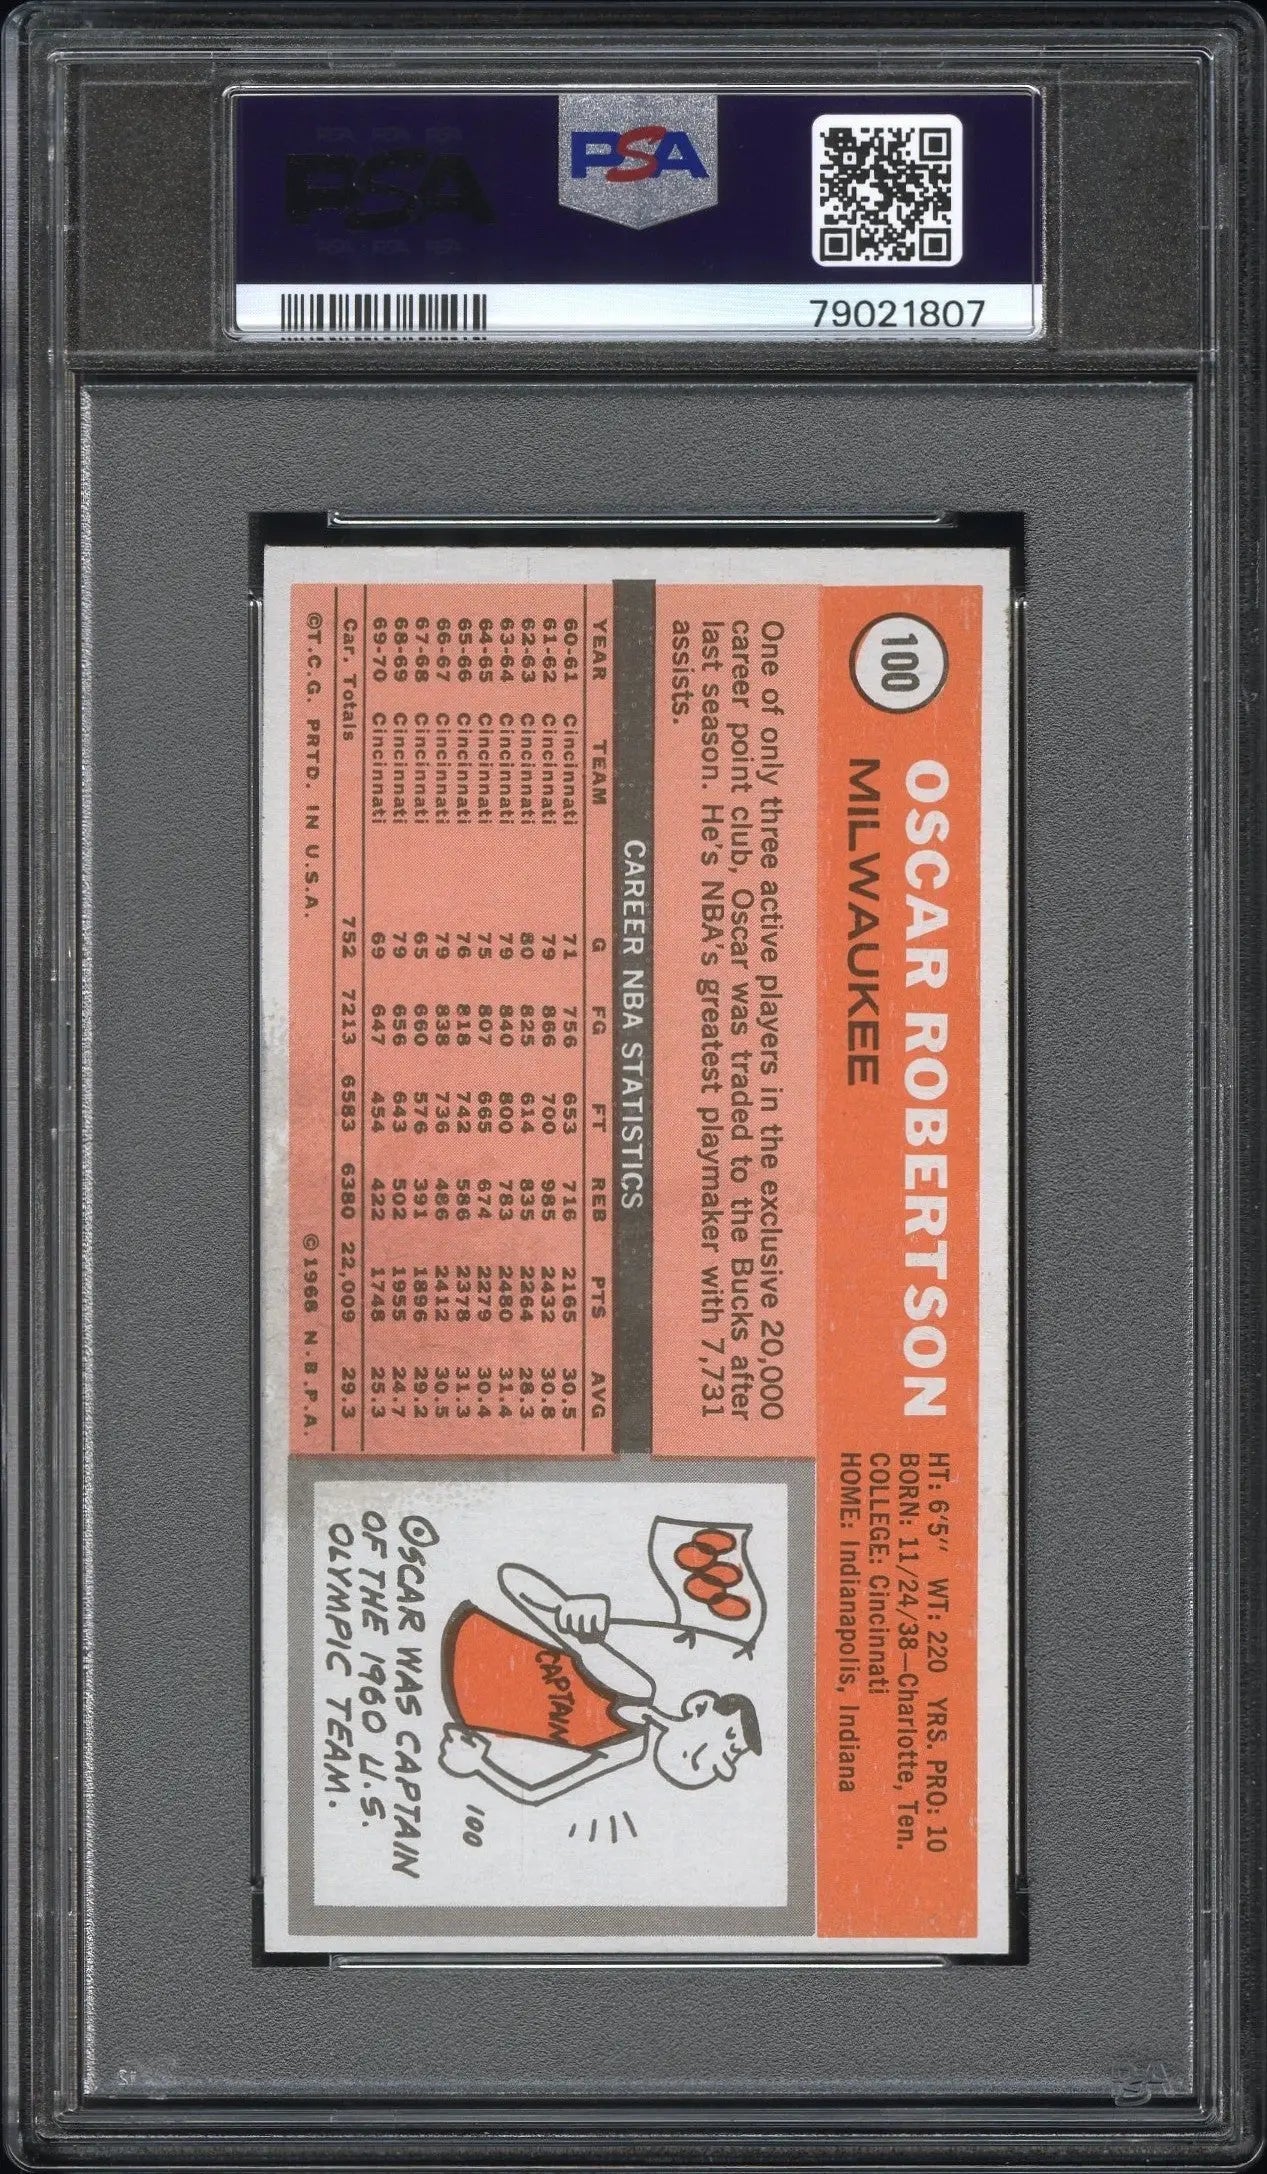 PSA
PSA
79021807
100
OSCAR ROBERTSON
MILWAUKEE
HT: 6'5" WT: 220 YRS. PRO: 10
BORN: 11/24/38—Charlotte, Ten.
COLLEGE: Cincinnati
HOME: Indianapolis, Indiana
One of only three active players in the exclusive 20,000
career point club, Oscar was traded to the Bucks after
last season. He's NBA's greatest playmaker with 7,731
assists.
CAREER NBA STATISTICS
YEAR TEAM G FG FT REB PTS AVG
60-61 Cincinnati 71 756 653 716 2165 30.5
61-62 Cincinnati 79 866 700 985 2432 30.8
62-63 Cincinnati 80 825 614 835 2264 28.3
63-64 Cincinnati 79 840 800 783 2480 31.4
64-65 Cincinnati 75 807 665 674 2279 30.4
65-66 Cincinnati 76 818 742 586 2378 31.3
66-67 Cincinnati 79 838 736 486 2412 30.5
67-68 Cincinnati 65 660 576 391 1896 29.2
68-69 Cincinnati 79 656 643 502 1955 24.7
69-70 Cincinnati 69 647 454 422 1748 25.3
Car. Totals 752 7213 6583 6380 22,009 29.3
©T.C.G. PRTD. IN U.S.A. ©1968 N.B.P.A.
CAPTAIN
100
OSCAR WAS CAPTAIN
OF THE 1960 U.S.
OLYMPIC TEAM.
PSA